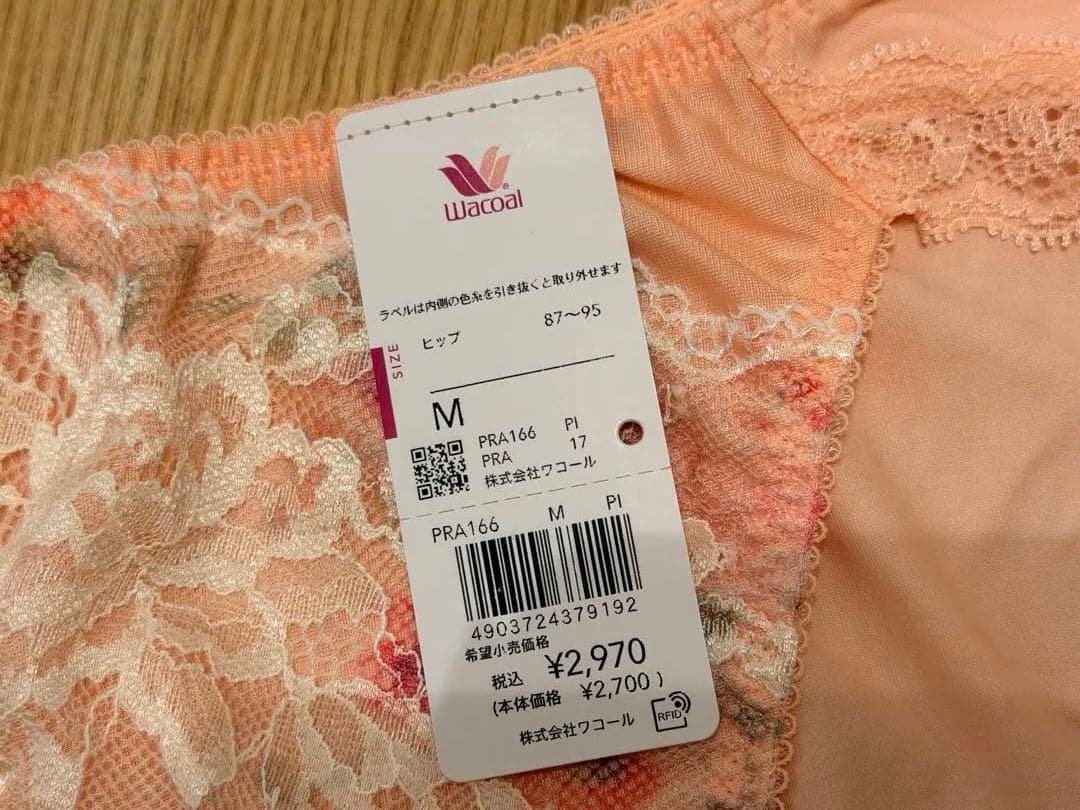 Wacoal
ラベルは内側の色糸を引き抜くと取り外せます
SIZE
ヒップ 87〜95
M
PRA166 PI
PRA 17
株式会社ワコール
PRA166 M PI
4903724379192
希望小売価格
税込 ¥2,970
(本体価格 ¥2,700)
株式会社ワコール
RFID